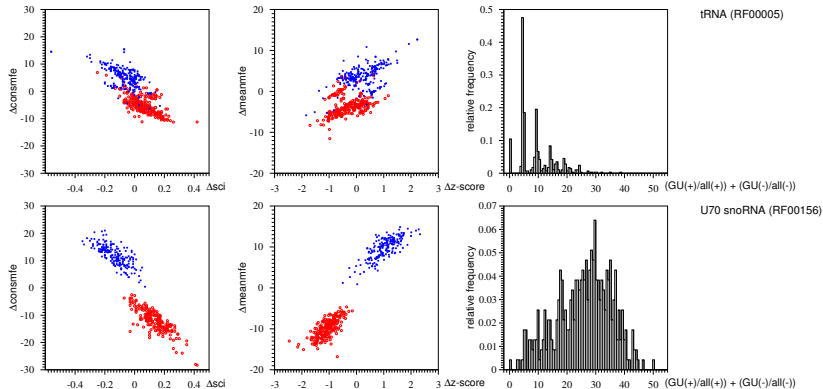 30
20
10
0
-10
-20
-30
-0.4 -0.2 0 0.2 0.4
Δconsmfe
Δsci
20
10
0
-10
-20
-3 -2 -1 0 1 2 3
Δmeanmfe
Δz-score
0.5
0.4
0.3
0.2
0.1
0
0 10 20 30 40 50
relative frequency
(GU(+)/all(+)) + (GU(-)/all(-))
tRNA (RF00005)
30
20
10
0
-10
-20
-30
-0.4 -0.2 0 0.2 0.4
Δconsmfe
Δsci
20
10
0
-10
-20
-3 -2 -1 0 1 2 3
Δmeanmfe
Δz-score
0.07
0.06
0.05
0.04
0.03
0.02
0.01
0
0 10 20 30 40 50
relative frequency
(GU(+)/all(+)) + (GU(-)/all(-))
U70 snoRNA (RF00156)